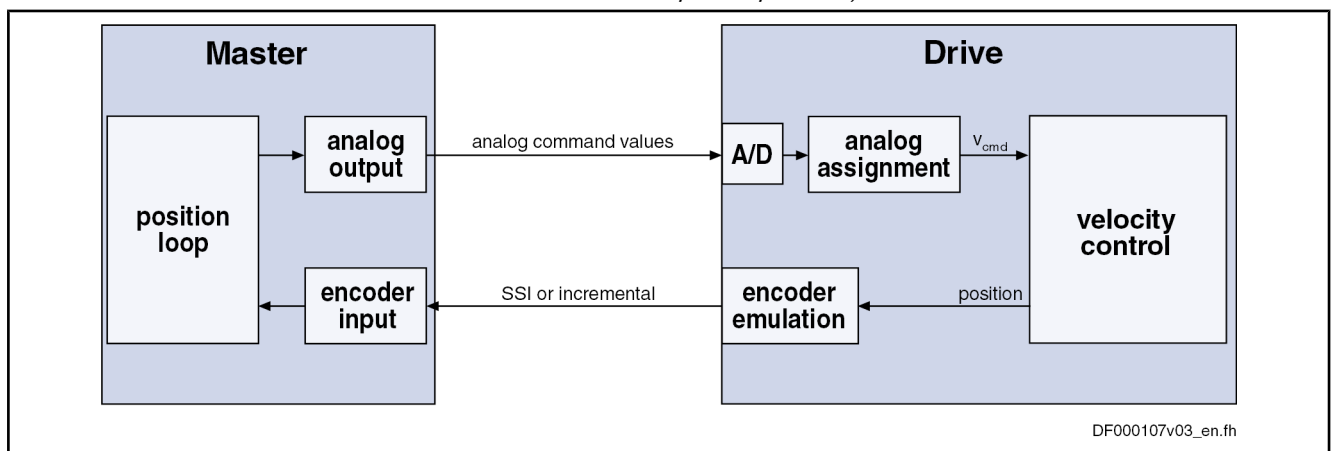 Master
Drive
position
loop
analog
output
analog command values
A/D
analog
assignment
vcmd
velocity
control
encoder
input
SSI or incremental
encoder
emulation
position
DF000107v03_en.fh